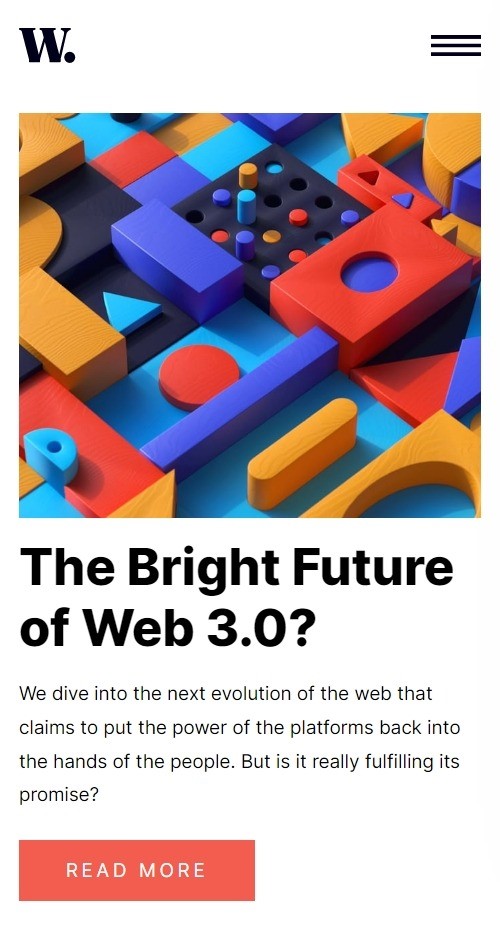 W.
The Bright Future
of Web 3.0?
We dive into the next evolution of the web that
claims to put the power of the platforms back into
the hands of the people. But is it really fulfilling its
promise?
READ MORE